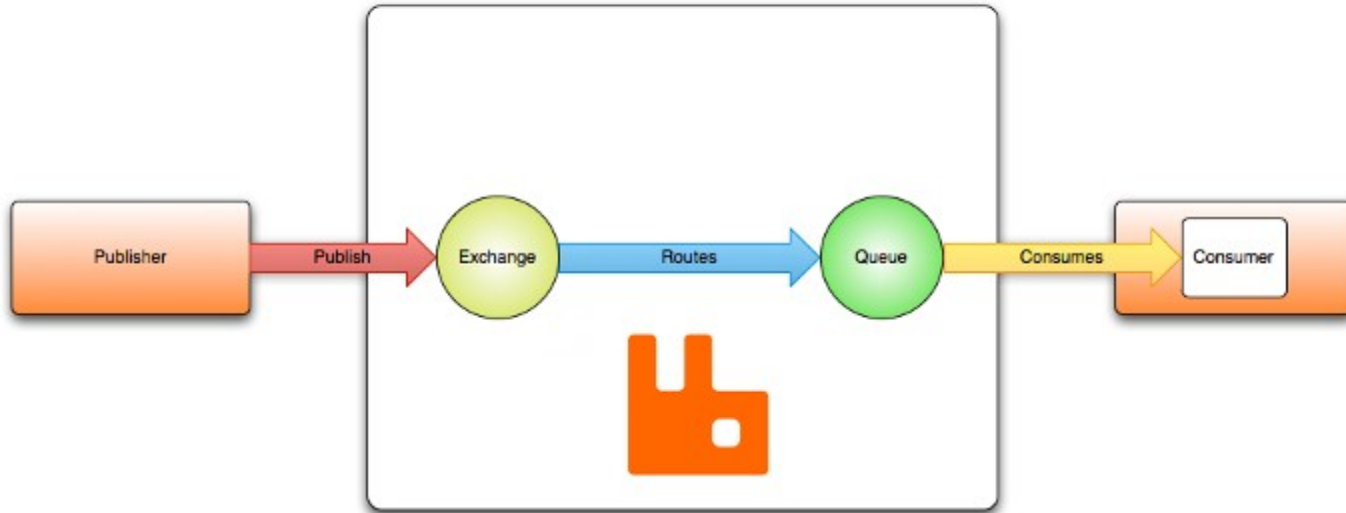 Publisher
Publish
Exchange
Routes
Queue
Consumes
Consumer